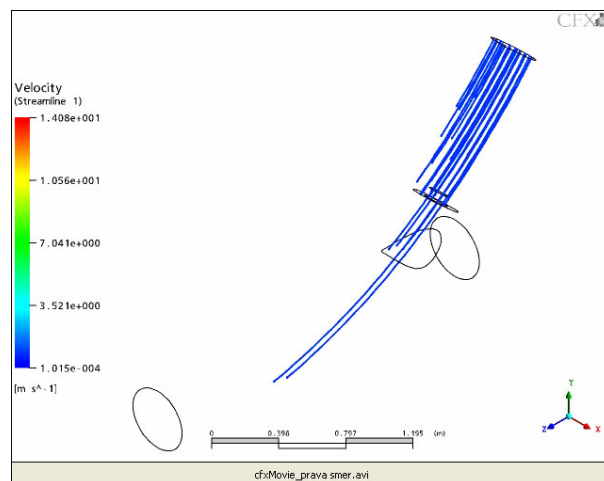 CFX
Velocity
(Streamline 1)
1.408e+001
1.056e+001
7.041e+000
3.521e+000
1.015e-004
[m s^-1]
0 0.398 0.797 1.195 (m)
Y
Z X
cfxMovie_prava smer.avi